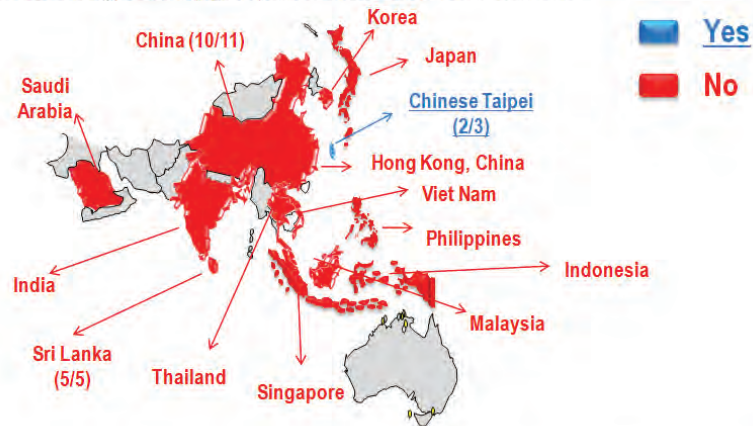 Korea
Yes
China (10/11)
Japan
No
Saudi
Arabia
Chinese Taipei
(2/3)
Hong Kong, China
Viet Nam
Philippines
Indonesia
India
Malaysia
Sri Lanka
(5/5)
Thailand
Singapore